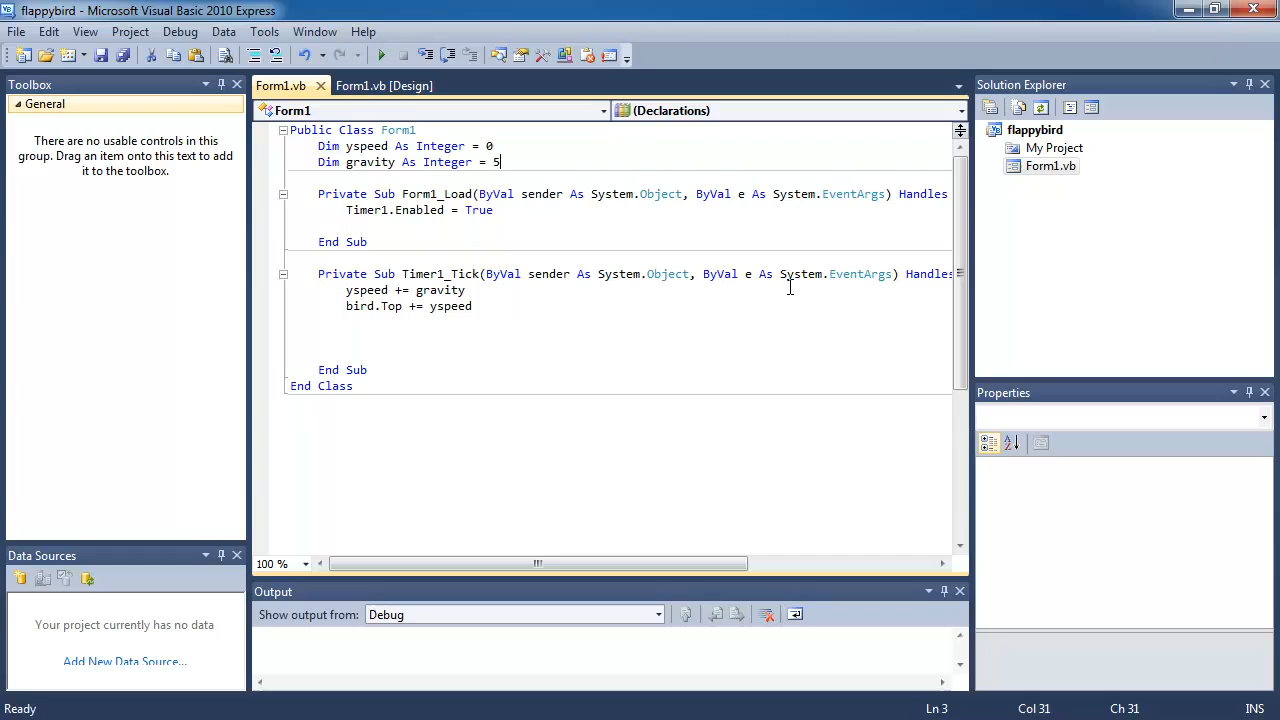 flappybird - Microsoft Visual Basic 2010 Express
File Edit View Project Debug Data Tools Window Help
Toolbox
General
There are no usable controls in this
group. Drag an item onto this text to add
it to the toolbox.
Form1.vb
Form1.vb [Design]
Form1
(Declarations)
Public Class Form1
Dim yspeed As Integer = 0
Dim gravity As Integer = 5
Private Sub Form1_Load(ByVal sender As System.Object, ByVal e As System.EventArgs) Handles
Timer1.Enabled = True
End Sub
Private Sub Timer1_Tick(ByVal sender As System.Object, ByVal e As System.EventArgs) Handles
yspeed += gravity
bird.Top += yspeed
End Sub
End Class
100 %
Solution Explorer
flappybird
My Project
Form1.vb
Properties
Data Sources
Your project currently has no data
Add New Data Source...
Output
Show output from: Debug
Ready
Ln 3
Col 31
Ch 31
INS